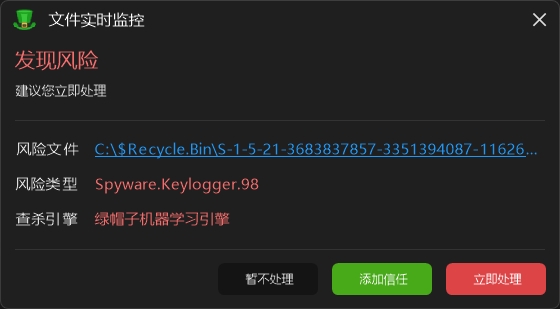 文件实时监控
发现风险
建议您立即处理
风险文件 C:\$Recycle.Bin\S-1-5-21-3683837857-3351394087-11626...
风险类型 Spyware.Keylogger.98
查杀引擎 绿帽子机器学习引擎
暂不处理 添加信任 立即处理